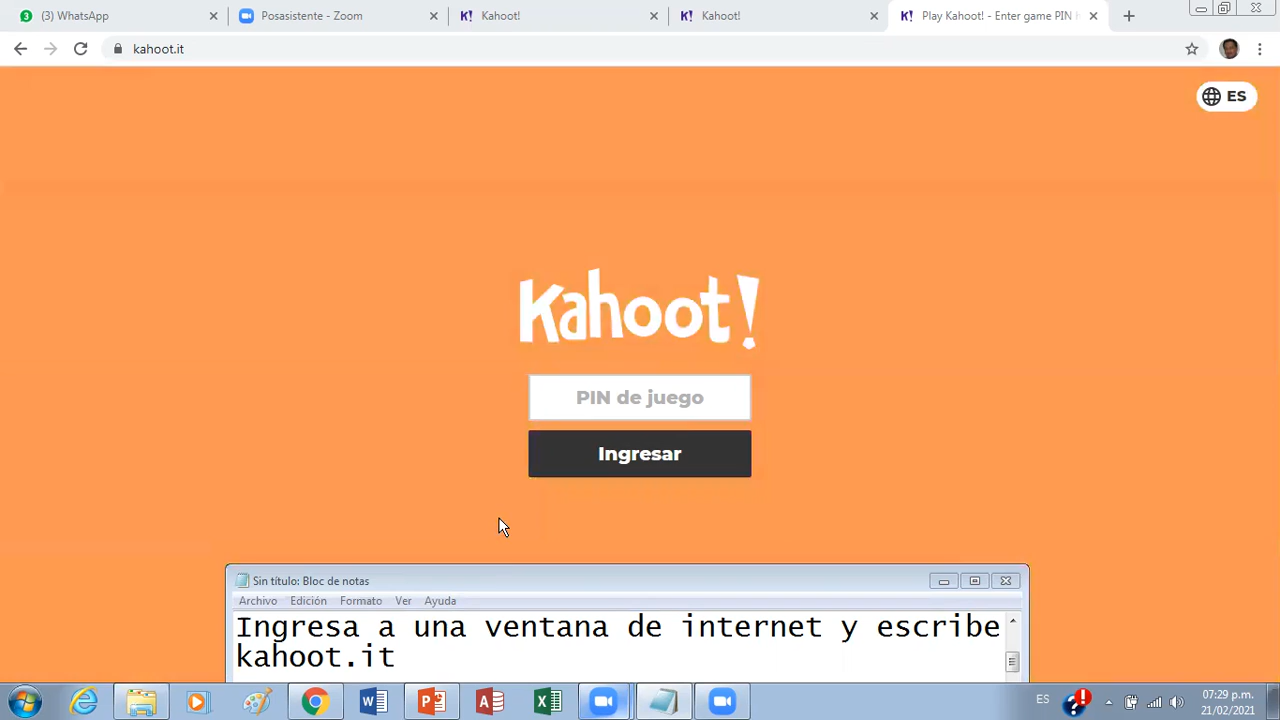 (3) WhatsApp
Posasistente - Zoom
Kahoot!
Kahoot!
Play Kahoot! - Enter game PIN
kahoot.it
ES
Kahoot!
PIN de juego
Ingresar
Sin título: Bloc de notas
Archivo Edición Formato Ver Ayuda
Ingresa a una ventana de internet y escribe
kahoot.it
ES
07:29 p.m.
21/02/2021